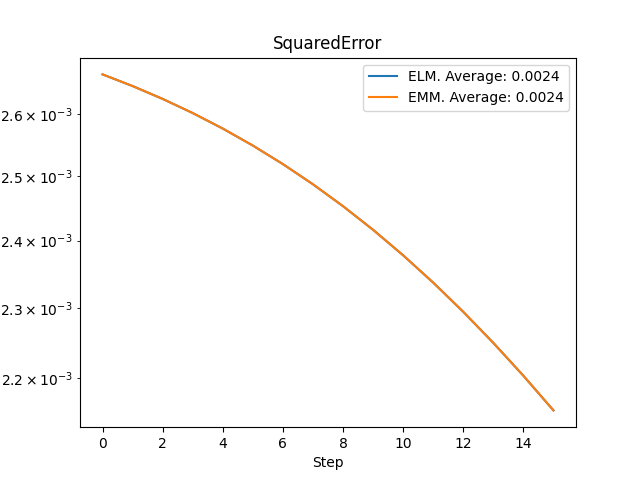 SquaredError
ELM. Average: 0.0024
EMM. Average: 0.0024
2.6 × 10⁻³
2.5 × 10⁻³
2.4 × 10⁻³
2.3 × 10⁻³
2.2 × 10⁻³
0 2 4 6 8 10 12 14
Step